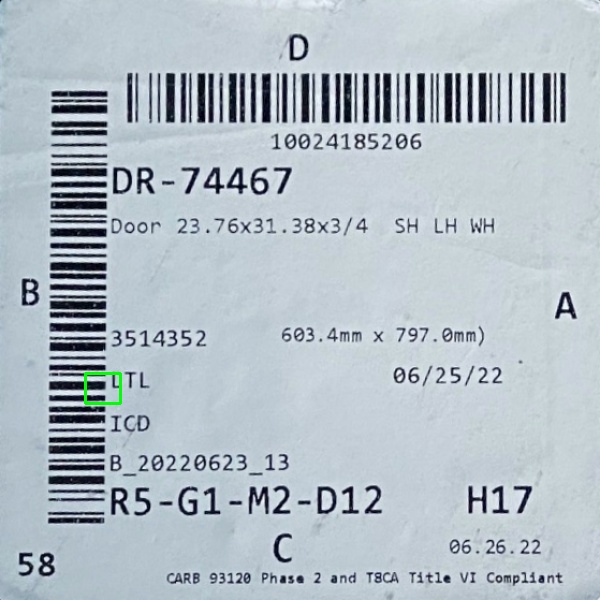 D
10024185206
DR-74467
Door 23.76x31.38x3/4 SH LH WH
B
A
3514352 603.4mm x 797.0mm)
LTL 06/25/22
ICD
B_20220623_13
R5-G1-M2-D12 H17
C 06.26.22
58
CARB 93120 Phase 2 and T8CA Title VI Compliant